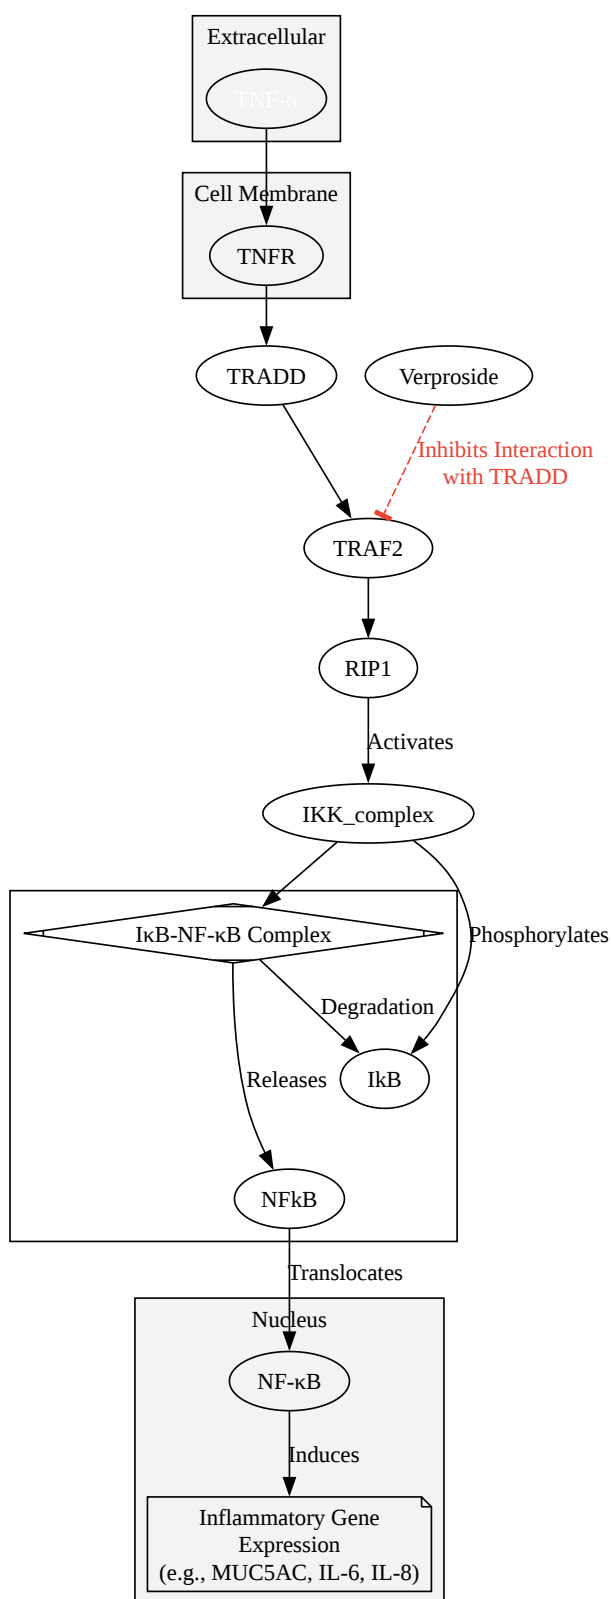 Extracellular
TNF-α
Cell Membrane
TNFR
TRADD
Verproside
Inhibits Interaction
with TRADD
TRAF2
RIP1
Activates
IKK_complex
IκB-NF-κB Complex
Phosphorylates
Degradation
Releases
IkB
NFkB
Translocates
Nucleus
NF-κB
Induces
Inflammatory Gene
Expression
(e.g., MUC5AC, IL-6, IL-8)